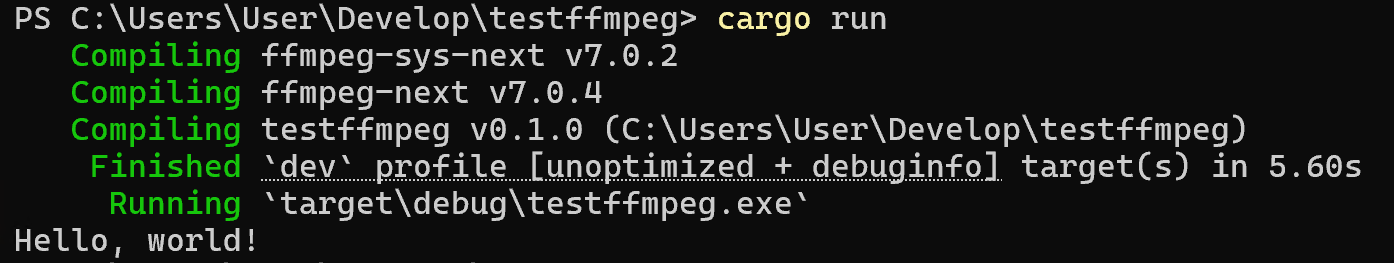 PS C:\Users\User\Develop\testffmpeg> cargo run
Compiling ffmpeg-sys-next v7.0.2
Compiling ffmpeg-next v7.0.4
Compiling testffmpeg v0.1.0 (C:\Users\User\Develop\testffmpeg)
Finished `dev` profile [unoptimized + debuginfo] target(s) in 5.60s
Running `target\debug\testffmpeg.exe`
Hello, world!